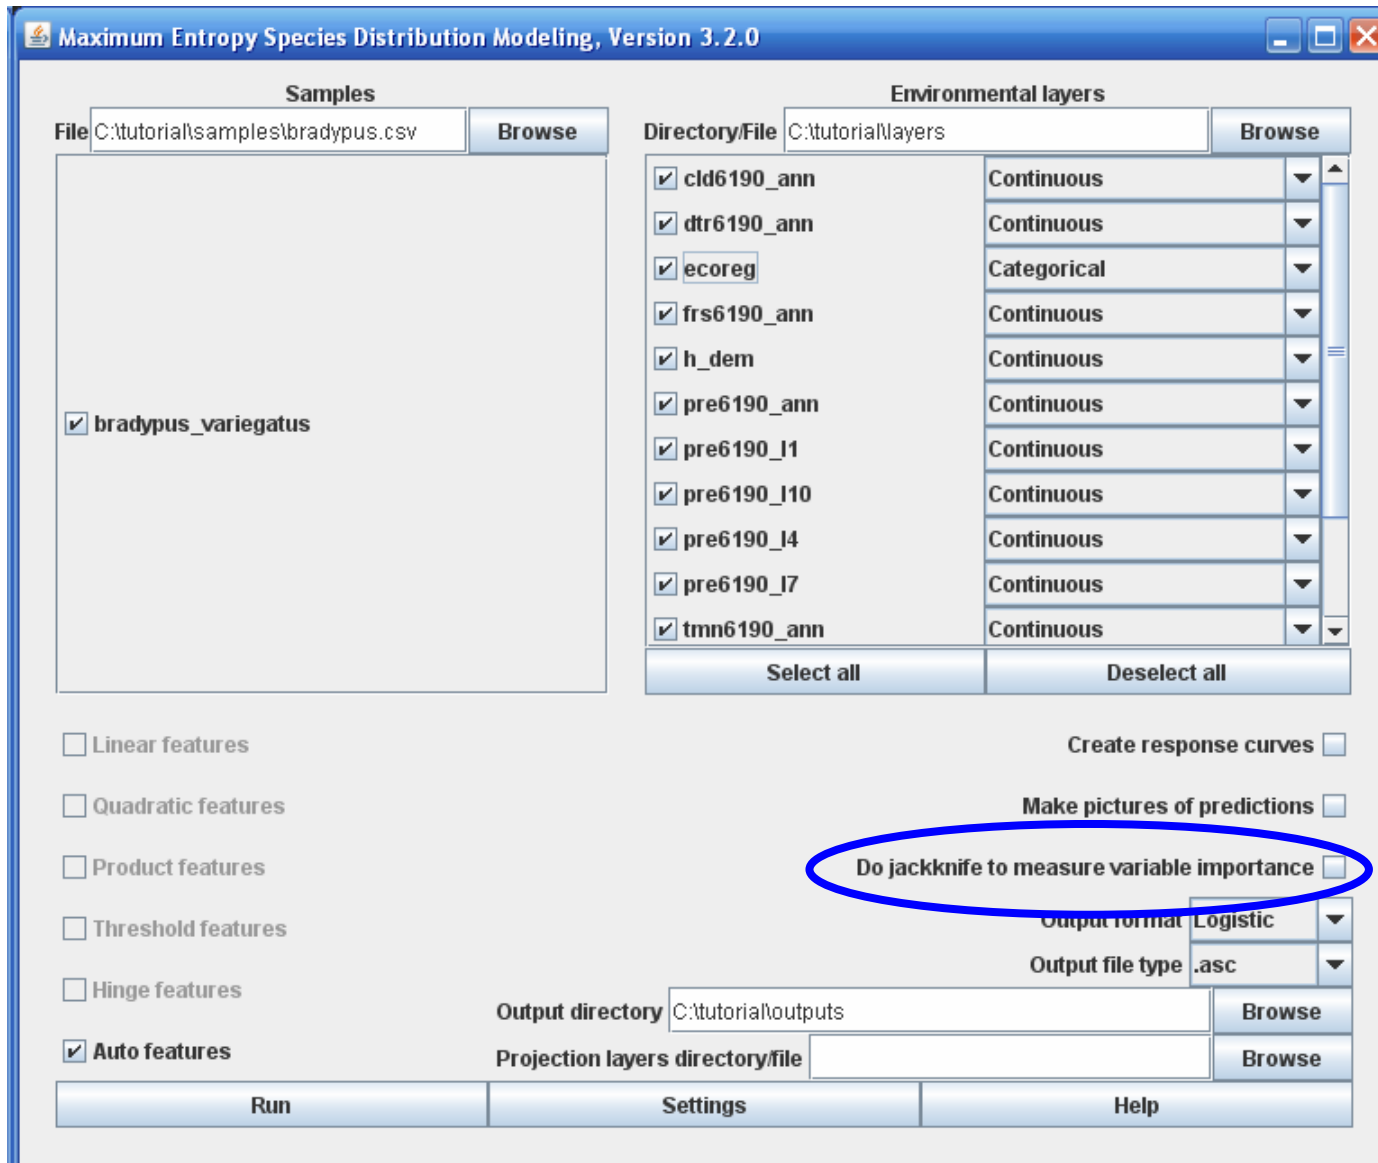 Maximum Entropy Species Distribution Modeling, Version 3.2.0
Samples
File C:\tutorial\samples\bradypus.csv Browse
bradypus_variegatus
Environmental layers
Directory/File C:\tutorial\layers Browse
cld6190_ann Continuous
dtr6190_ann Continuous
ecoreg Categorical
frs6190_ann Continuous
h_dem Continuous
pre6190_ann Continuous
pre6190_l1 Continuous
pre6190_l10 Continuous
pre6190_l4 Continuous
pre6190_l7 Continuous
tmn6190_ann Continuous
Select all Deselect all
Linear features
Quadratic features
Product features
Threshold features
Hinge features
Auto features
Create response curves
Make pictures of predictions
Do jackknife to measure variable importance
Output format Logistic
Output file type .asc
Output directory C:\tutorial\outputs Browse
Projection layers directory/file Browse
Run Settings Help